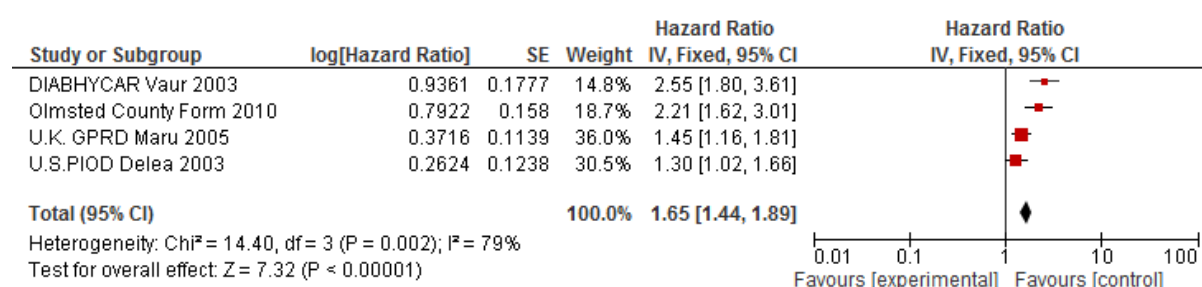 Hazard Ratio Hazard Ratio
Study or Subgroup log[Hazard Ratio] SE Weight IV, Fixed, 95% CI IV, Fixed, 95% CI
DIABHYCAR Vaur 2003 0.9361 0.1777 14.8% 2.55 [1.80, 3.61]
Olmsted County Form 2010 0.7922 0.158 18.7% 2.21 [1.62, 3.01]
U.K. GPRD Maru 2005 0.3716 0.1139 36.0% 1.45 [1.16, 1.81]
U.S.PIOD Delea 2003 0.2624 0.1238 30.5% 1.30 [1.02, 1.66]
Total (95% CI) 100.0% 1.65 [1.44, 1.89]
Heterogeneity: Chi² = 14.40, df = 3 (P = 0.002); I² = 79%
Test for overall effect: Z = 7.32 (P < 0.00001)
0.01 0.1 1 10 100
Favours [experimental] Favours [control]